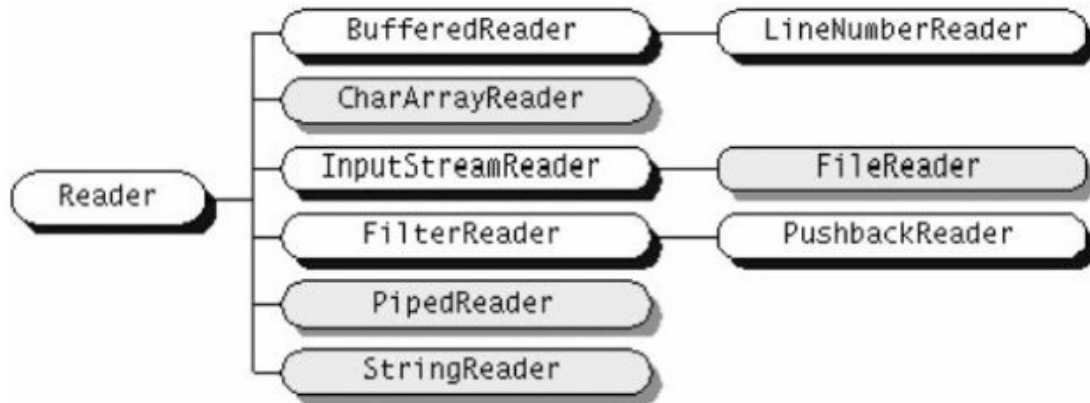 BufferedReader
LineNumberReader
CharArrayReader
InputStreamReader
FileReader
Reader
FilterReader
PushbackReader
PipedReader
StringReader